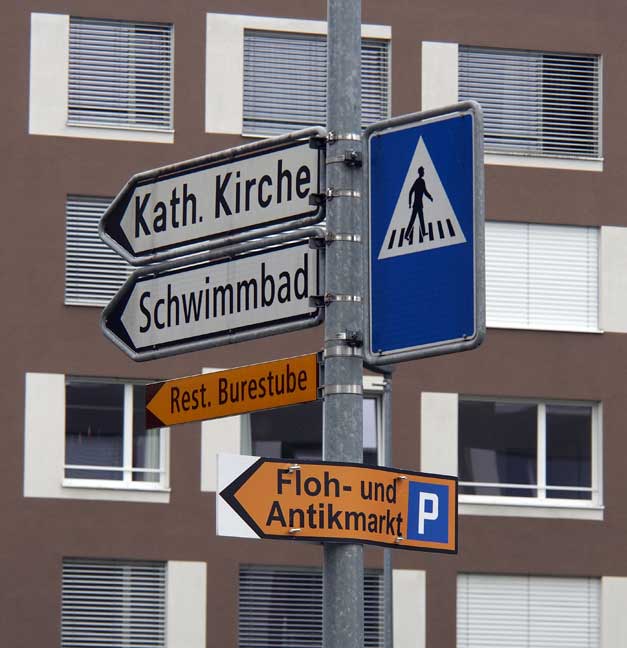 Kath. Kirche
Schwimmbad
Rest. Burestube
Floh- und
Antikmarkt
P